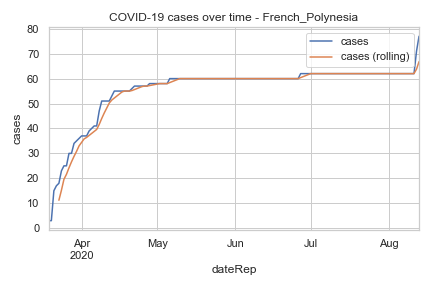 COVID-19 cases over time - French_Polynesia
80
70
60
50
40
30
20
10
0
cases
cases
cases (rolling)
Apr
2020
May
Jun
Jul
Aug
dateRep